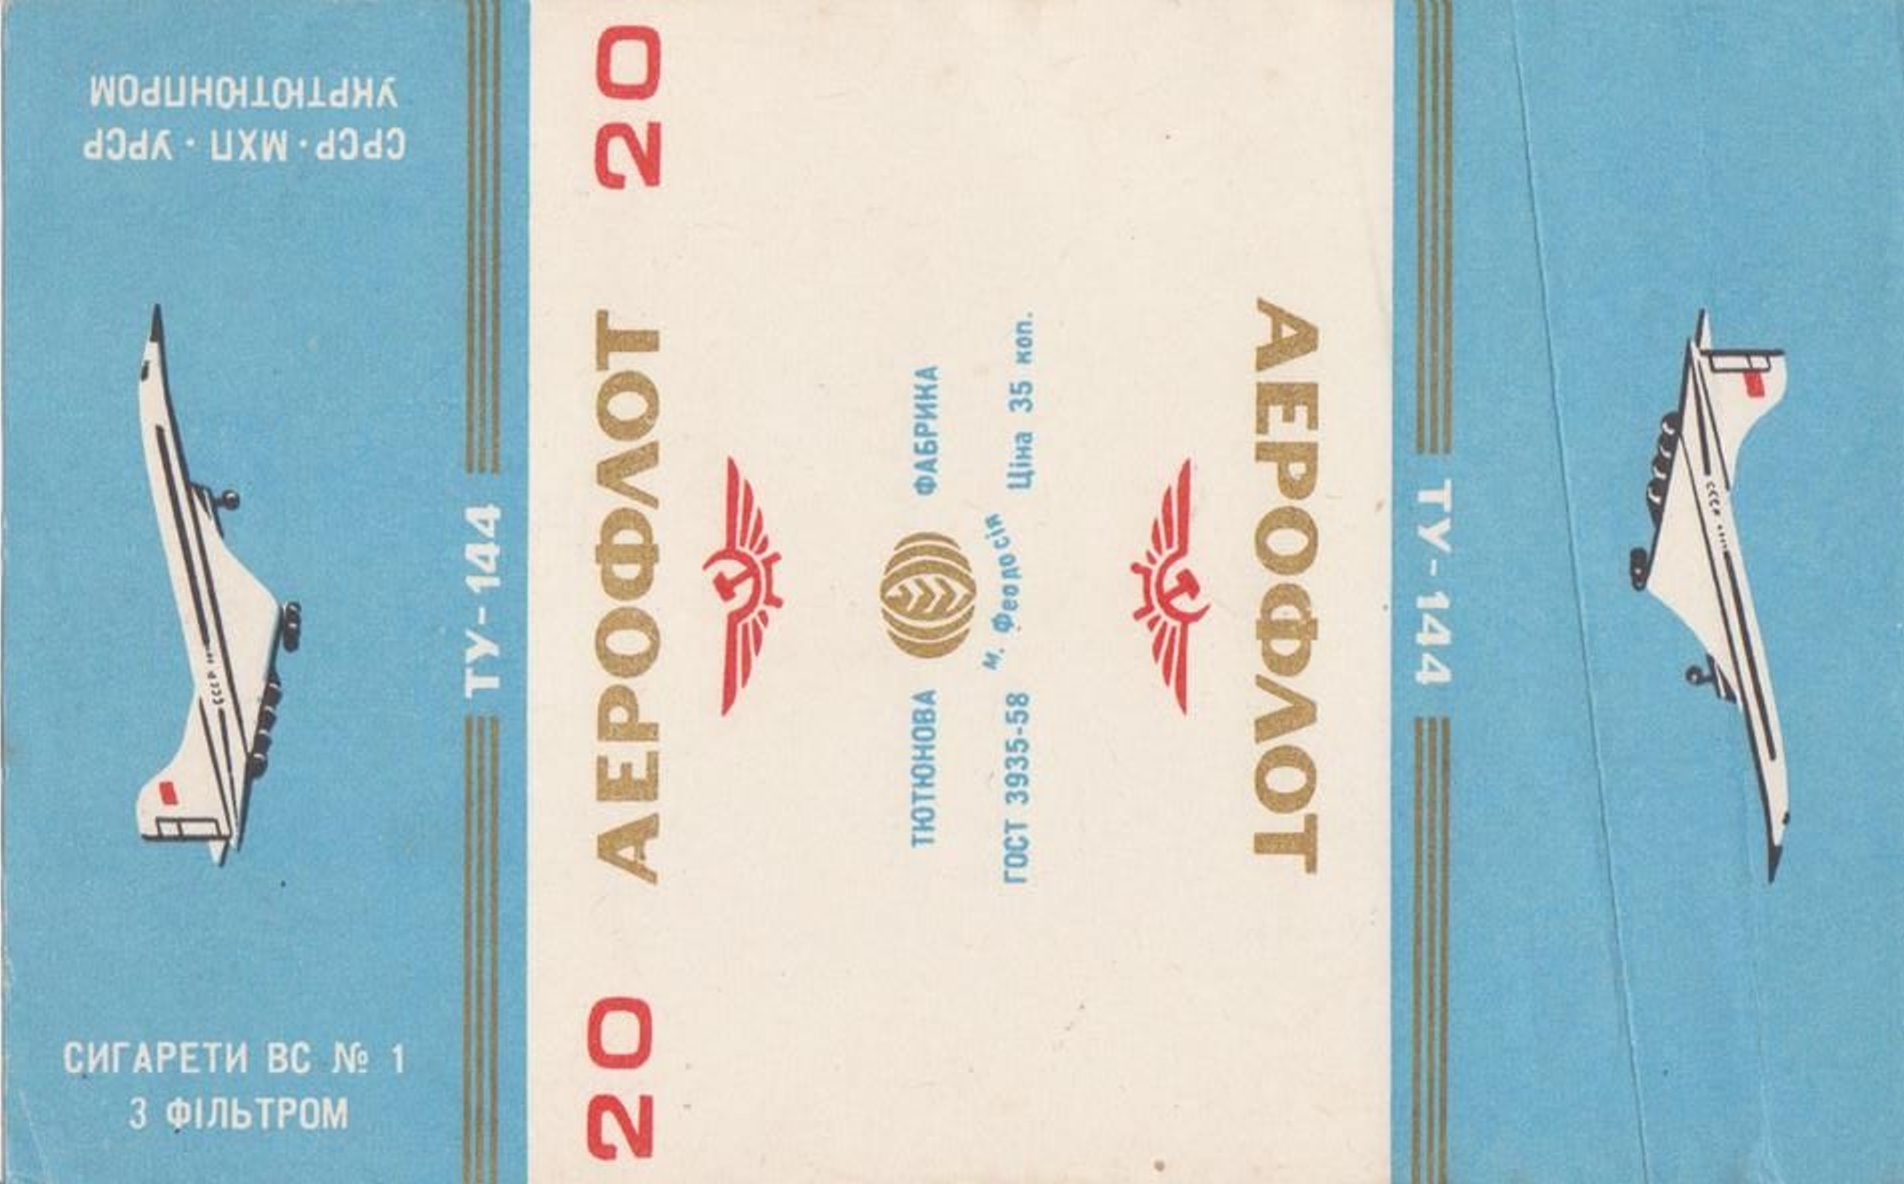 СРСР · МХП · УРСР
УКРТЮТЮНПРОМ
ТУ-144
СИГАРЕТИ ВС № 1
З ФІЛЬТРОМ
20
АЕРОФЛОТ
20
ТЮТЮНОВА ФАБРИКА
м. Феодосія
ГОСТ 3935-58 Ціна 35 коп.
АЕРОФЛОТ
ТУ-144
СССР